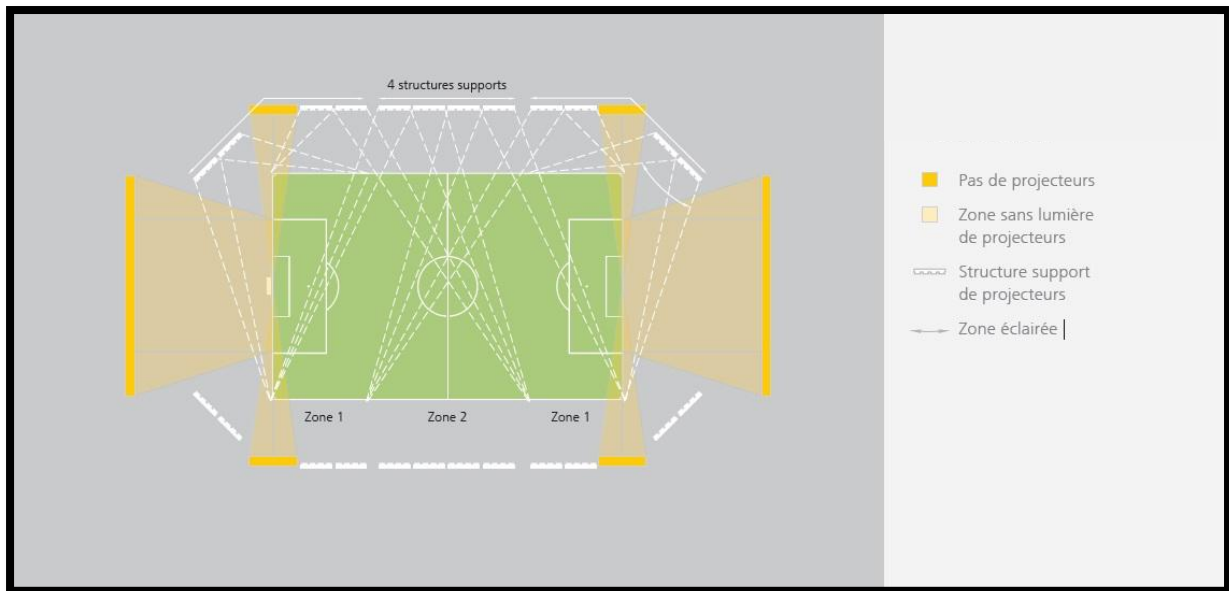 4 structures supports
Zone 1
Zone 2
Zone 1
Pas de projecteurs
Zone sans lumière
de projecteurs
Structure support
de projecteurs
Zone éclairée